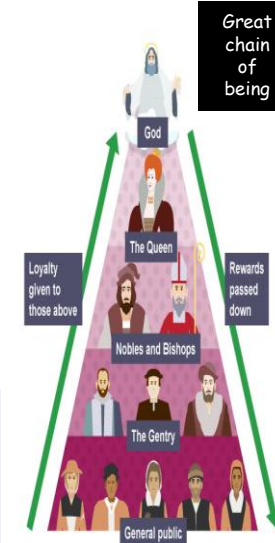 Great
chain
of
being
God
The Queen
Loyalty
given to
those above
Rewards
passed
down
Nobles and Bishops
The Gentry
General public